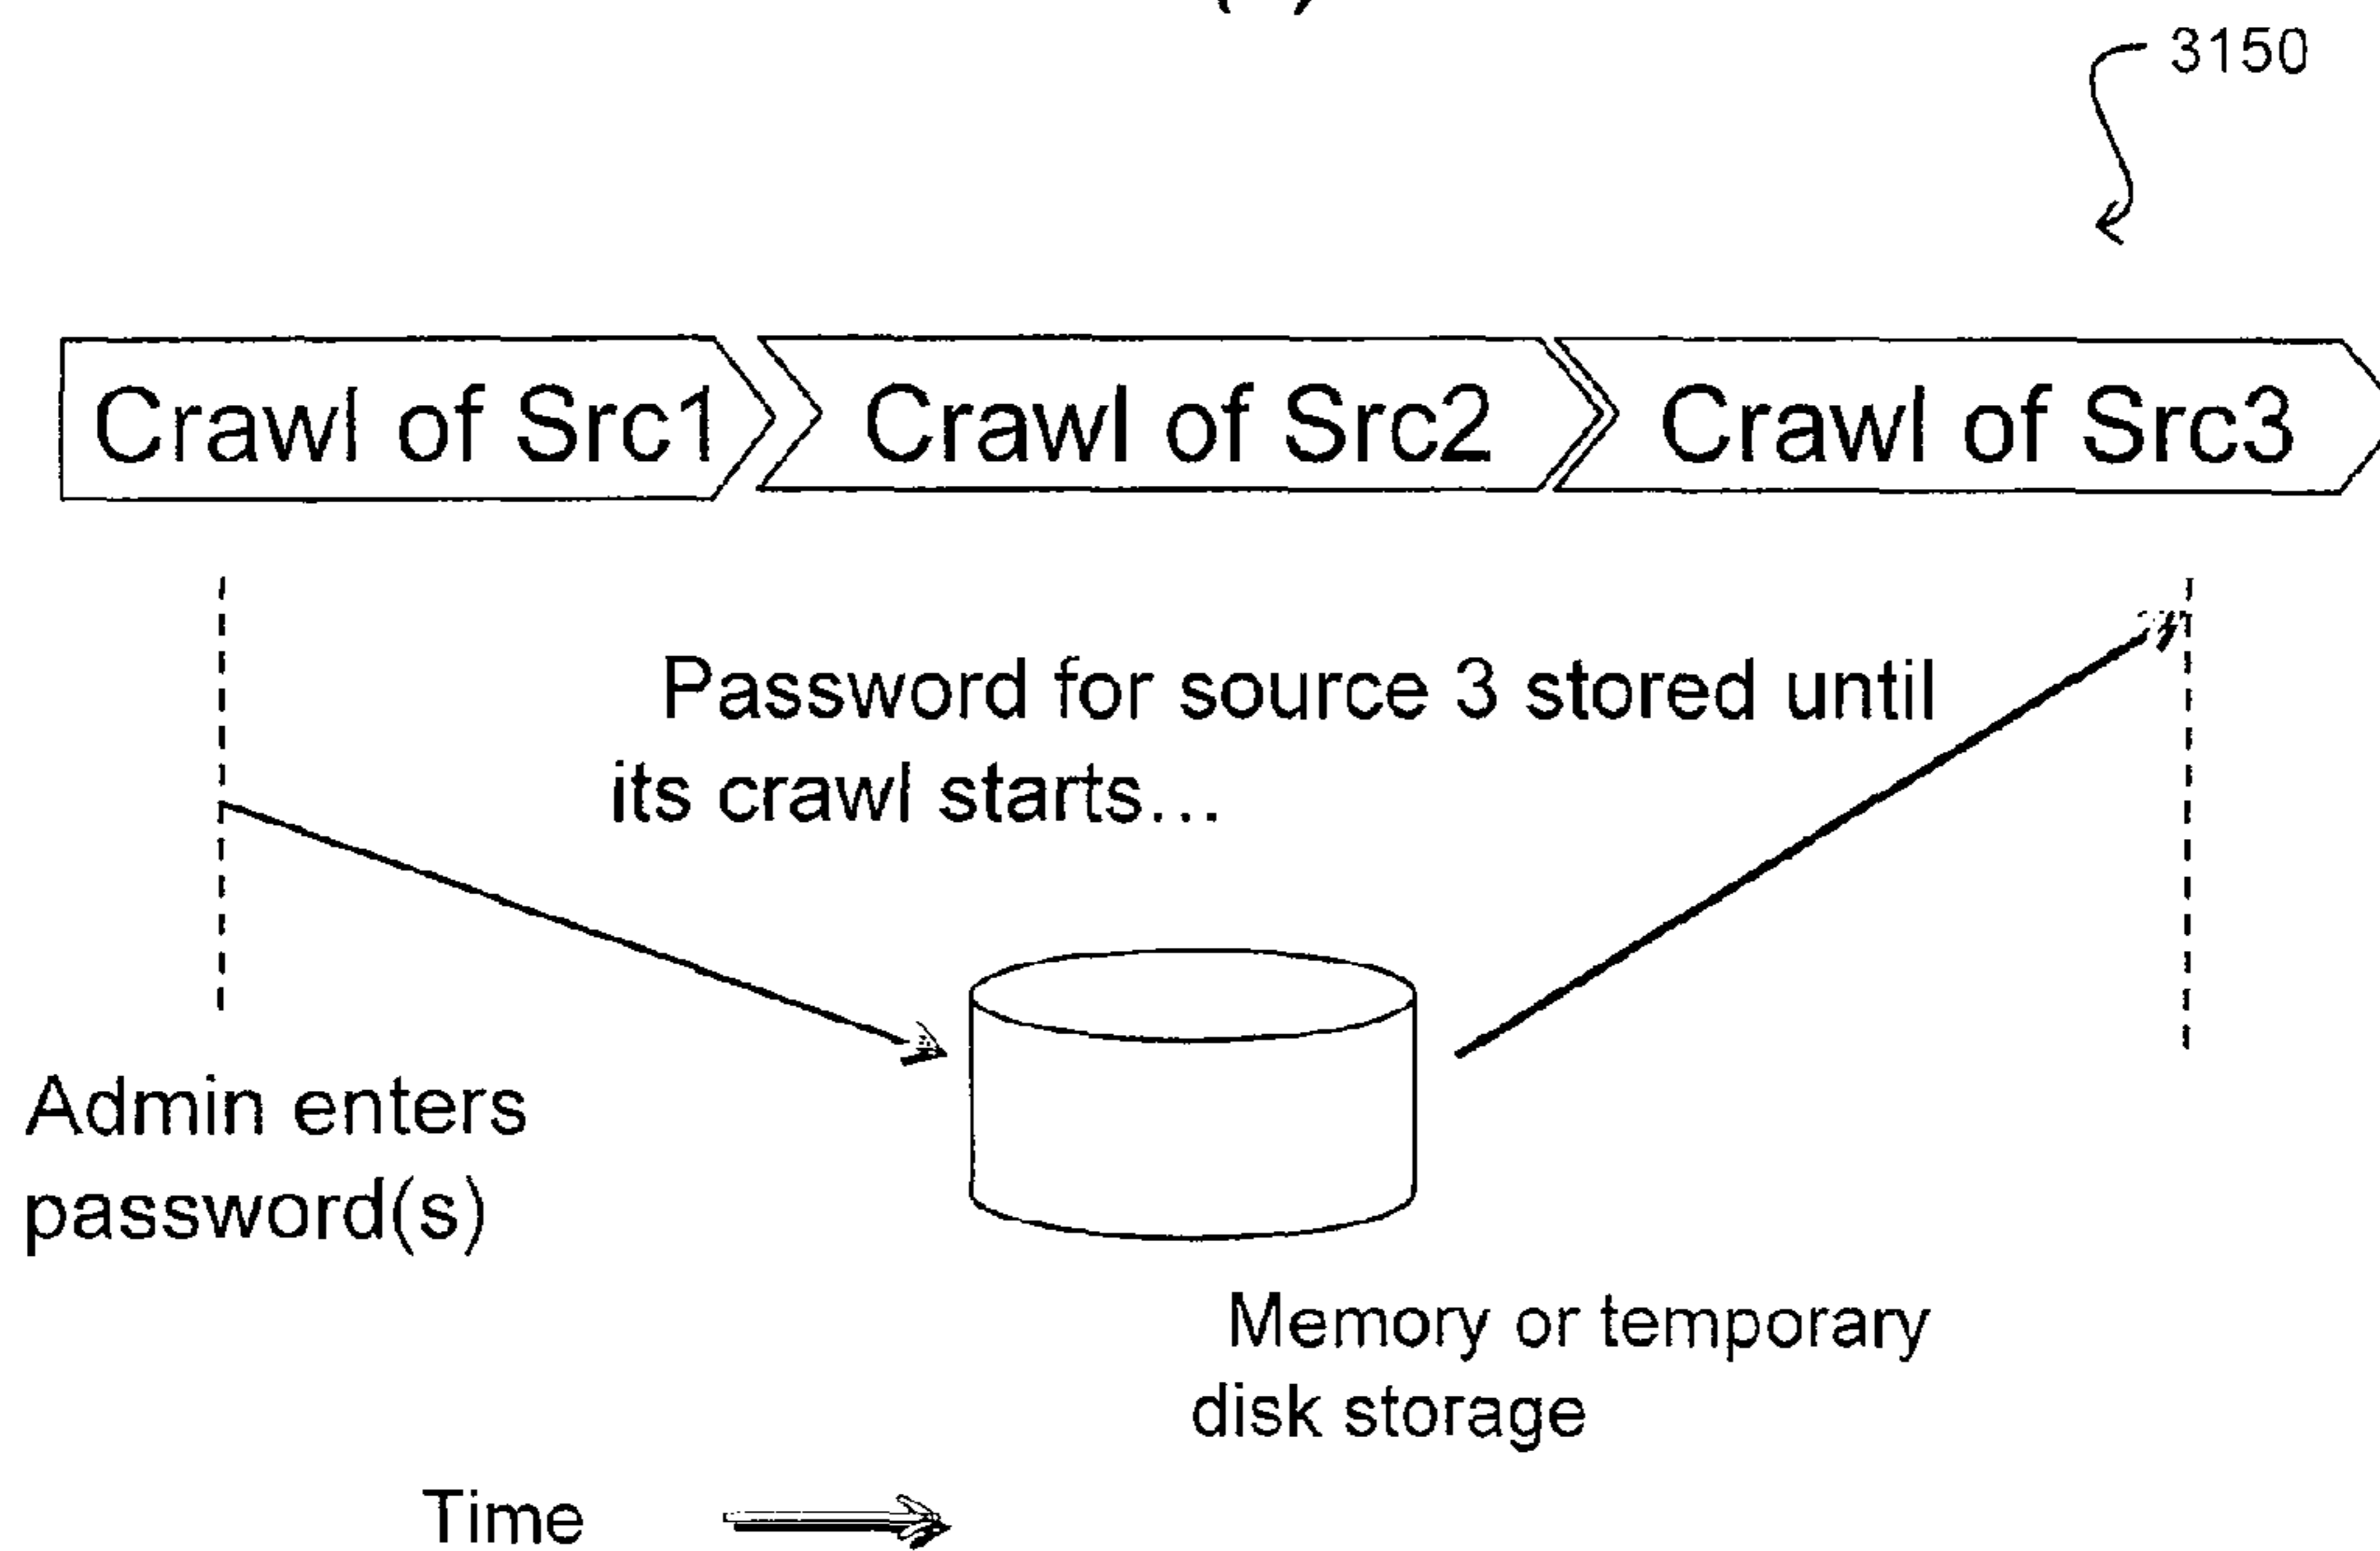 3150
Crawl of Src1
Crawl of Src2
Crawl of Src3
Password for source 3 stored until
its crawl starts...
Admin enters
password(s)
Memory or temporary
disk storage
Time